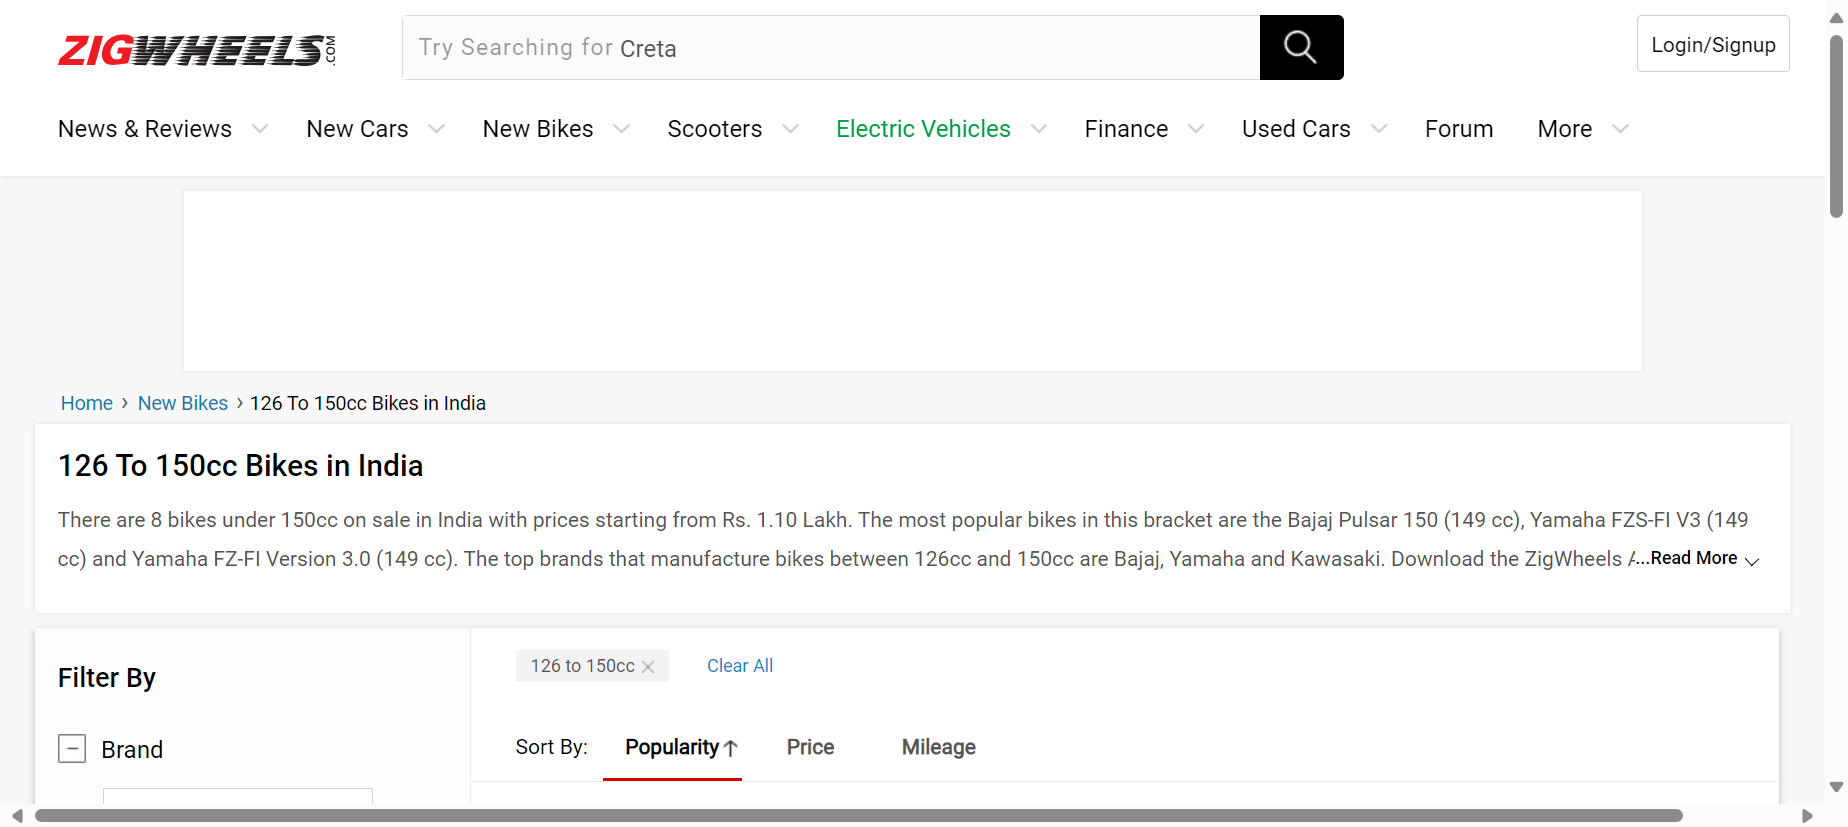 ZIGWHEELS.COM
Try Searching for Creta
Login/Signup
News & Reviews New Cars New Bikes Scooters Electric Vehicles Finance Used Cars Forum More
Home › New Bikes › 126 To 150cc Bikes in India
126 To 150cc Bikes in India
There are 8 bikes under 150cc on sale in India with prices starting from Rs. 1.10 Lakh. The most popular bikes in this bracket are the Bajaj Pulsar 150 (149 cc), Yamaha FZS-FI V3 (149
cc) and Yamaha FZ-FI Version 3.0 (149 cc). The top brands that manufacture bikes between 126cc and 150cc are Bajaj, Yamaha and Kawasaki. Download the ZigWheels ...Read More
Filter By
126 to 150cc Clear All
Sort By: Popularity Price Mileage
Brand